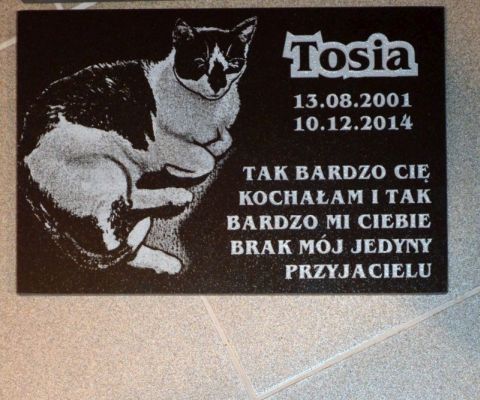 Tosia
13.08.2001
10.12.2014
TAK BARDZO CIĘ
KOCHAŁAM I TAK
BARDZO MI CIEBIE
BRAK MÓJ JEDYNY
PRZYJACIELU